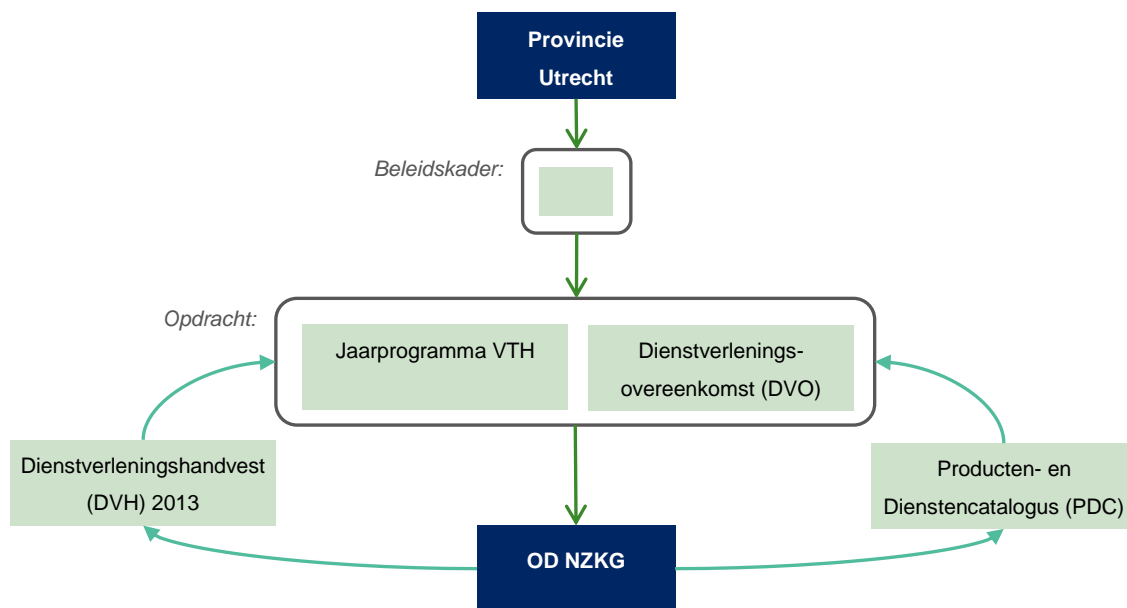 Provincie
Utrecht
Beleidskader:
Opdracht:
Jaarprogramma VTH
Dienstverlenings-
overeenkomst (DVO)
Dienstverleningshandvest
(DVH) 2013
Producten- en
Dienstencatalogus (PDC)
OD NZKG